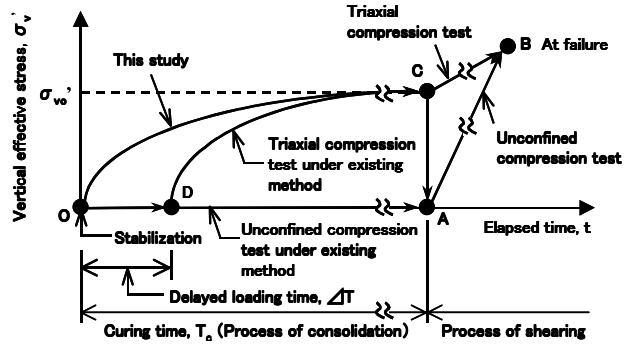 Vertical effective stress, σv'
Triaxial
compression test
B At failure
This study
C
σvo'
Triaxial compression
test under existing
method
Unconfined
compression test
D
O
A
Elapsed time, t
Stabilization
Unconfined compression
test under existing
method
Delayed loading time, ⊿T
Curing time, Tc (Process of consolidation)
Process of shearing